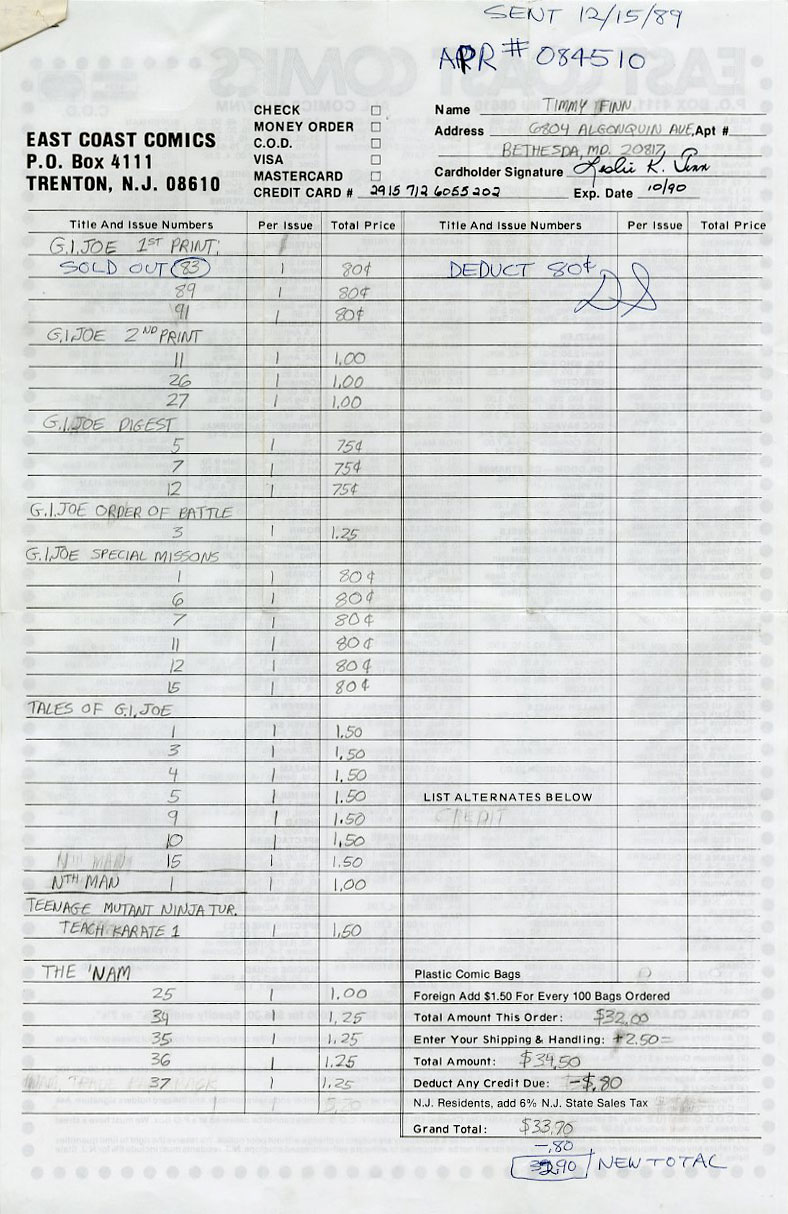 SENT 12/15/89
APR # 084510
EAST COAST COMICS
P.O. Box 4111
TRENTON, N.J. 08610
CHECK
MONEY ORDER
C.O.D.
VISA
MASTERCARD
CREDIT CARD # 2915 712 6055 202
Name TIMMY FINN
Address 6804 ALGONQUIN AVE, Apt #
BETHESDA, MD. 20817
Cardholder Signature Leslie K. Finn
Exp. Date 10/90
Title And Issue Numbers Per Issue Total Price
G.I.JOE 1ST PRINT,
SOLD OUT 83 1 80¢
89 1 80¢
91 1 80¢
G.I.JOE 2ND PRINT
11 1 1.00
26 1 1.00
27 1 1.00
G.I.JOE DIGEST
5 1 75¢
7 1 75¢
12 1 75¢
G.I.JOE ORDER OF BATTLE
3 1 1.25
G.I.JOE SPECIAL MISSONS
1 1 80¢
6 1 80¢
7 1 80¢
11 1 80¢
12 1 80¢
15 1 80¢
TALES OF G.I.JOE
1 1 1.50
3 1 1.50
4 1 1.50
5 1 1.50
9 1 1.50
10 1 1.50
15 1 1.50
NTH MAN 1 1 1.00
TEENAGE MUTANT NINJA TUR.
TEACH KARATE 1 1 1.50
THE 'NAM
25 1 1.00
34 1 1.25
35 1 1.25
36 1 1.25
37 1 1.25
Title And Issue Numbers Per Issue Total Price
DEDUCT 80¢
LIST ALTERNATES BELOW
CREDIT
Plastic Comic Bags
Foreign Add $1.50 For Every 100 Bags Ordered
Total Amount This Order: $32.00
Enter Your Shipping & Handling: +2.50=
Total Amount: $34.50
Deduct Any Credit Due: -$.80
N.J. Residents, add 6% N.J. State Sales Tax
Grand Total: $33.70
-.80
32.90 NEW TOTAL